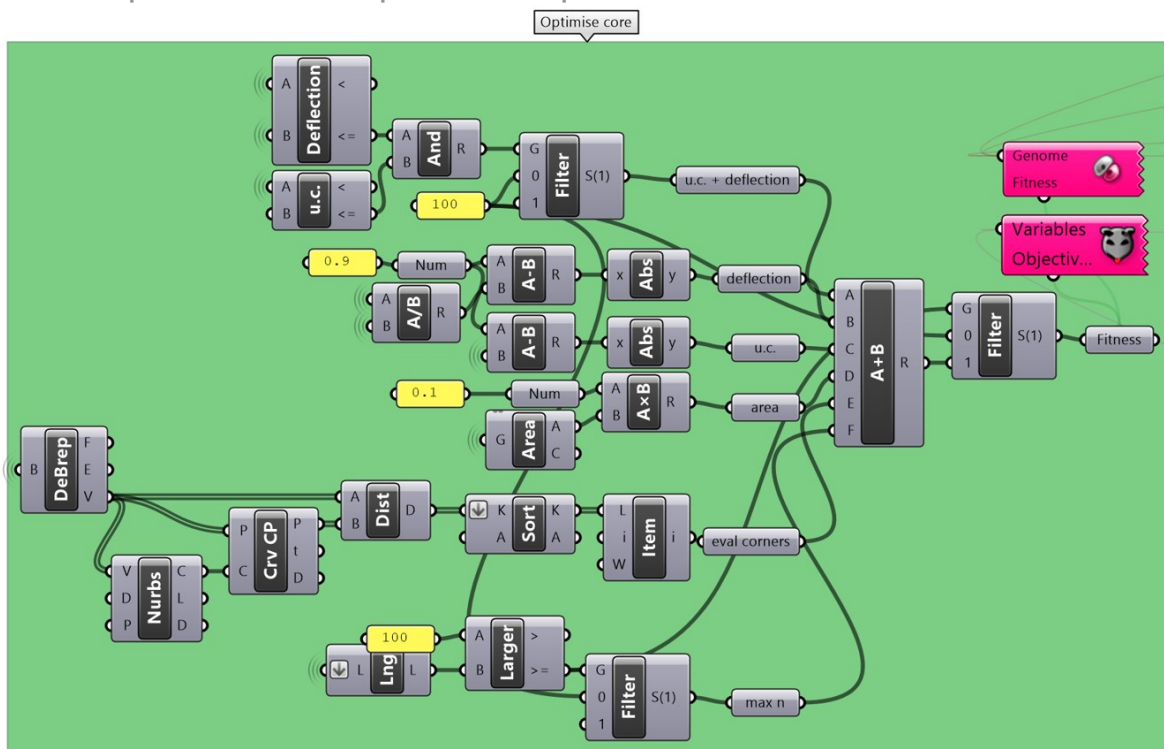 Optimise core
A
B
Deflection
<
<=
A
B
u.c.
<
<=
A
B
And
R
100
G
0
1
Filter
S(1)
u.c. + deflection
Genome
Fitness
Variables
Objectiv...
0.9
Num
A
B
A/B
R
A
B
A-B
R
x
Abs
y
deflection
A
B
A-B
R
x
Abs
y
u.c.
0.1
Num
G
Area
A
C
A
B
A×B
R
area
A
B
C
D
E
F
A+B
R
G
0
1
Filter
S(1)
Fitness
B
DeBrep
F
E
V
V
D
P
Nurbs
C
L
D
P
C
Crv CP
P
t
D
A
B
Dist
D
K
A
Sort
K
A
L
i
W
Item
i
eval corners
100
L
Lng
L
A
B
Larger
>
>=
G
0
1
Filter
S(1)
max n